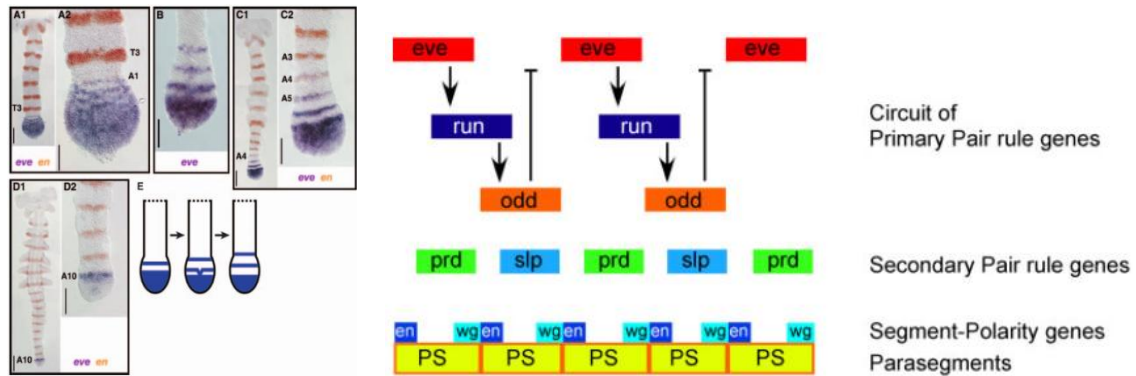 A1 A2 B C1 C2
T3
A1
T3
eve en
eve
A3
A4
A5
A4
eve en
D1 D2 E
A10
A10
eve en
eve eve eve
run run
odd odd
Circuit of
Primary Pair rule genes
prd slp prd slp prd
Secondary Pair rule genes
en wg en wg en wg en wg en wg
Segment-Polarity genes
PS PS PS PS PS
Parasegments